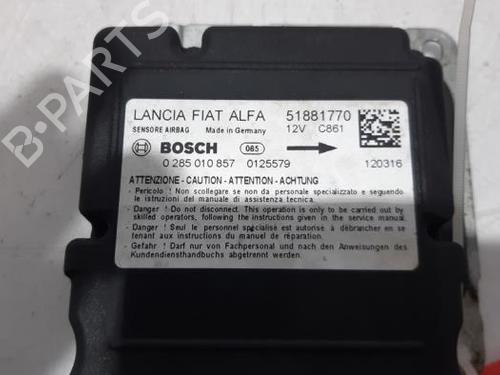 B-PARTS
LANCIA FIAT ALFA 51881770
SENSORE AIRBAG Made in Germany 12V C861
BOSCH 085
0 285 010 857 0125579 120316
ATTENZIONE - CAUTION - ATTENTION - ACHTUNG
- Pericolo ! Non scollegare se non da personale specializzato e seguendo
le istruzioni del manual di assistenza tecnica.
- Danger ! Do not disconnect. This operation is only to be carried out by
skilled operators, following the instructions given in the service manual.
- Danger ! Seul le personnel spécialisé est autorisé à débrancher en se
tenant aux instructions du manuel de réparation.
- Gefahr ! Darf nur von Fachpersonal und nach den Anweisungen des
Kundendiensthandbuchs abgetrennt werden.